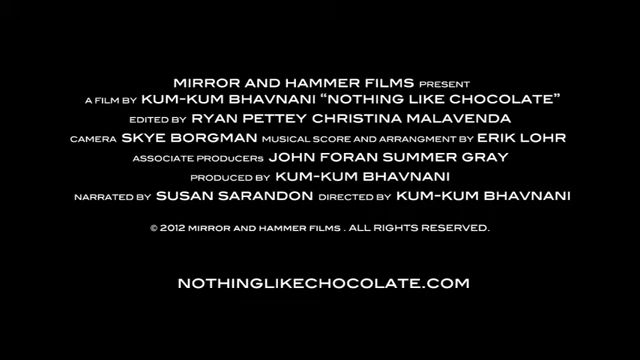 MIRROR AND HAMMER FILMS PRESENT
A FILM BY KUM-KUM BHAVNANI “NOTHING LIKE CHOCOLATE”
EDITED BY RYAN PETTEY CHRISTINA MALAVENDA
CAMERA SKYE BORGMAN MUSICAL SCORE AND ARRANGMENT BY ERIK LOHR
ASSOCIATE PRODUCERS JOHN FORAN SUMMER GRAY
PRODUCED BY KUM-KUM BHAVNANI
NARRATED BY SUSAN SARANDON DIRECTED BY KUM-KUM BHAVNANI
© 2012 MIRROR AND HAMMER FILMS . ALL RIGHTS RESERVED.
NOTHINGLIKECHOCOLATE.COM